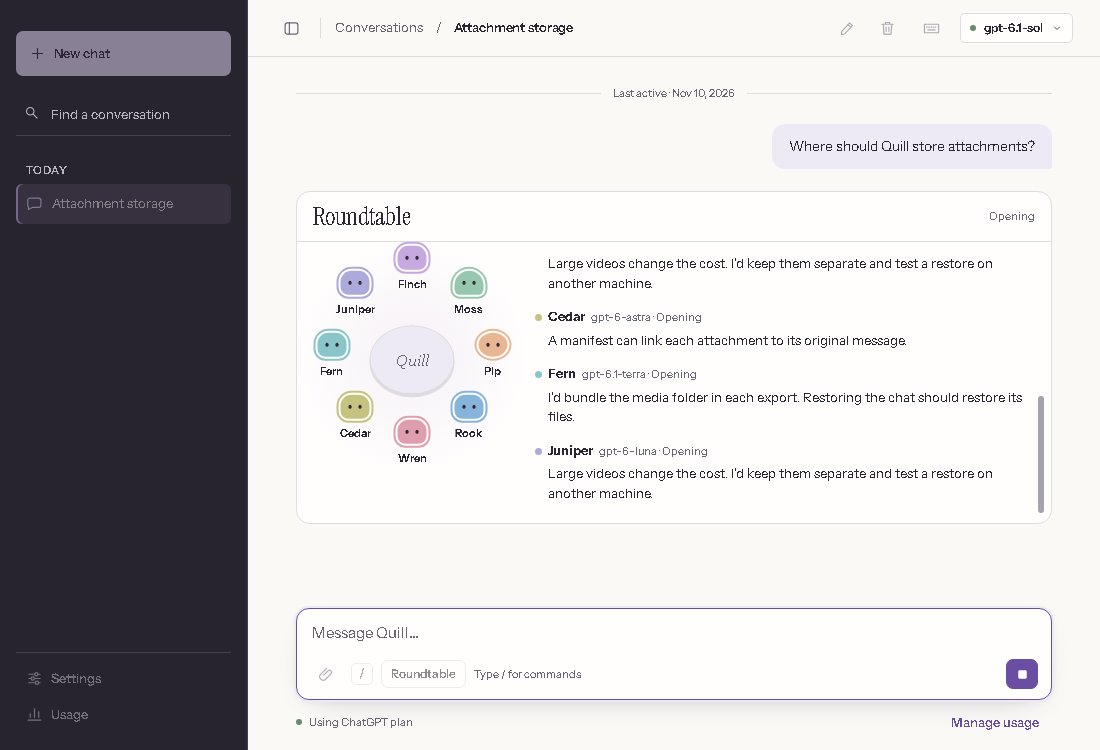 New chat
Find a conversation
TODAY
Attachment storage
Settings
Usage
Conversations / Attachment storage
gpt-6.1-sol
Last active · Nov 10, 2026
Where should Quill store attachments?
Roundtable
Opening
Finch
Juniper
Moss
Fern
Quill
Pip
Cedar
Rook
Wren
Large videos change the cost. I'd keep them separate and test a restore on
another machine.
Cedar gpt-6-astra · Opening
A manifest can link each attachment to its original message.
Fern gpt-6.1-terra · Opening
I'd bundle the media folder in each export. Restoring the chat should restore its
files.
Juniper gpt-6-luna · Opening
Large videos change the cost. I'd keep them separate and test a restore on
another machine.
Message Quill...
/ Roundtable Type / for commands
Using ChatGPT plan
Manage usage